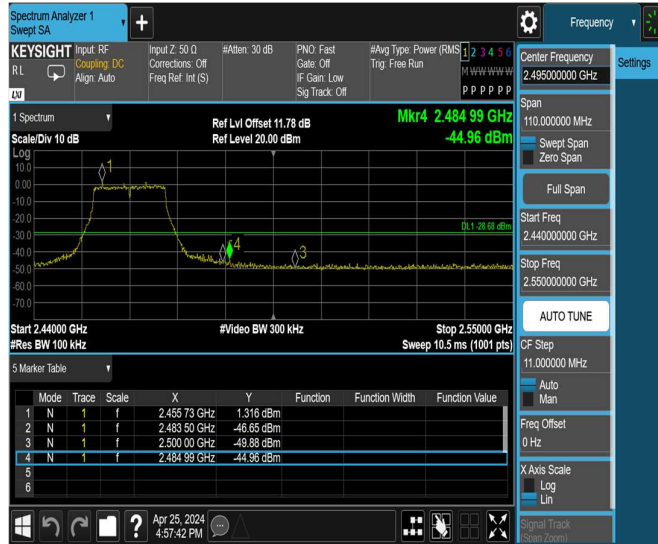 Spectrum Analyzer 1
Swept SA
Frequency
KEYSIGHT
RL
LXI
Input: RF
Coupling: DC
Align: Auto
Input Z: 50 Ω
Corrections: Off
Freq Ref: Int (S)
#Atten: 30 dB
PNO: Fast
Gate: Off
IF Gain: Low
Sig Track: Off
#Avg Type: Power (RMS
Trig: Free Run
1 2 3 4 5 6
M W W W W W
P P P P P P
1 Spectrum
Scale/Div 10 dB
Ref Lvl Offset 11.78 dB
Ref Level 20.00 dBm
Mkr4 2.484 99 GHz
-44.96 dBm
Log
10.0
0.00
-10.0
-20.0
-30.0
-40.0
-50.0
-60.0
-70.0
1
4
3
DL1 -28.68 dBm
Start 2.44000 GHz
#Video BW 300 kHz
Stop 2.55000 GHz
#Res BW 100 kHz
Sweep 10.5 ms (1001 pts)
5 Marker Table
Mode Trace Scale X Y Function Function Width Function Value
1 N 1 f 2.455 73 GHz 1.316 dBm
2 N 1 f 2.483 50 GHz -46.65 dBm
3 N 1 f 2.500 00 GHz -49.88 dBm
4 N 1 f 2.484 99 GHz -44.96 dBm
5
6
Apr 25, 2024
4:57:42 PM
Center Frequency
2.495000000 GHz
Settings
Span
110.000000 MHz
Swept Span
Zero Span
Full Span
Start Freq
2.440000000 GHz
Stop Freq
2.550000000 GHz
AUTO TUNE
CF Step
11.000000 MHz
Auto
Man
Freq Offset
0 Hz
X Axis Scale
Log
Lin
Signal Track
(Span Zoom)